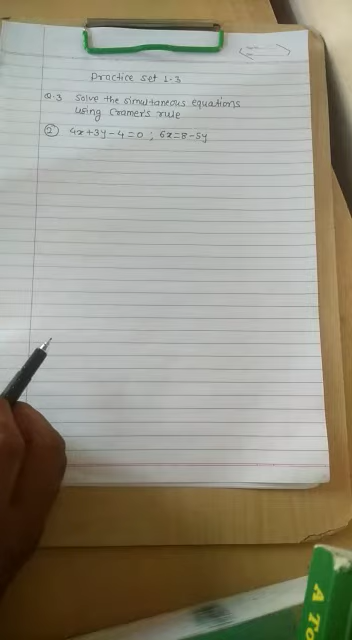 Practice set 1.3
Q.3 Solve the simultaneous equations
using Cramer's rule
② 4x+3y-4=0 ; 6x=8-5y
A TO